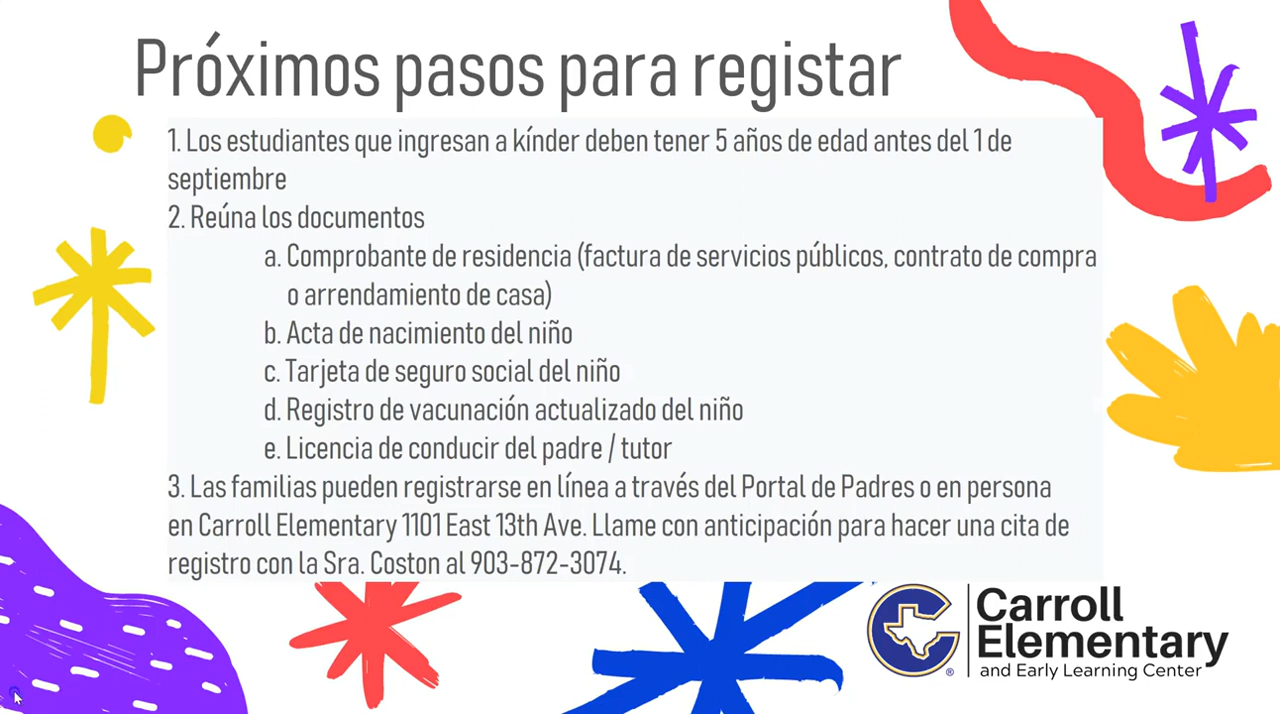 Próximos pasos para registar
1. Los estudiantes que ingresan a kínder deben tener 5 años de edad antes del 1 de
septiembre
2. Reúna los documentos
a. Comprobante de residencia (factura de servicios públicos, contrato de compra
o arrendamiento de casa)
b. Acta de nacimiento del niño
c. Tarjeta de seguro social del niño
d. Registro de vacunación actualizado del niño
e. Licencia de conducir del padre / tutor
3. Las familias pueden registrarse en línea a través del Portal de Padres o en persona
en Carroll Elementary 1101 East 13th Ave. Llame con anticipación para hacer una cita de
registro con la Sra. Coston al 903-872-3074.
C
®
Carroll
Elementary
and Early Learning Center